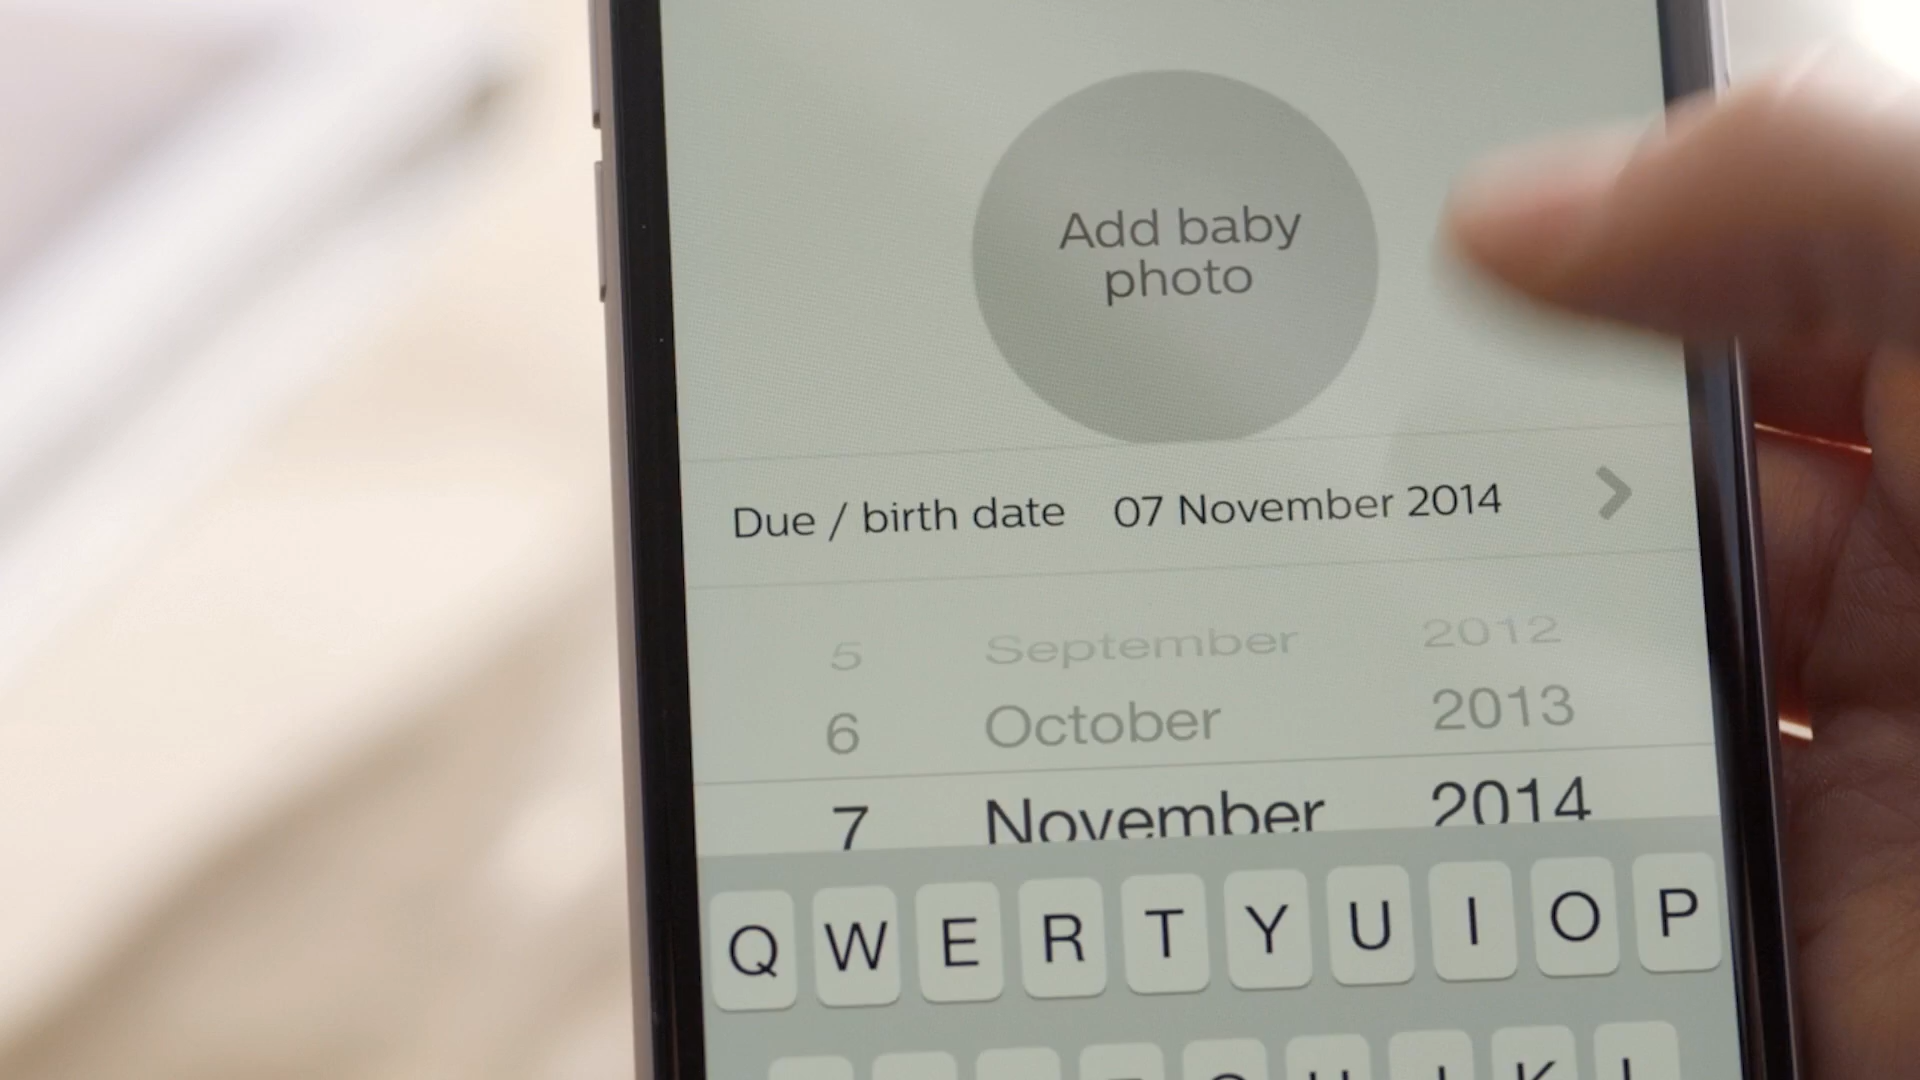 Add baby
photo
Due / birth date 07 November 2014
5 September 2012
6 October 2013
7 November 2014
Q W E R T Y U I O P